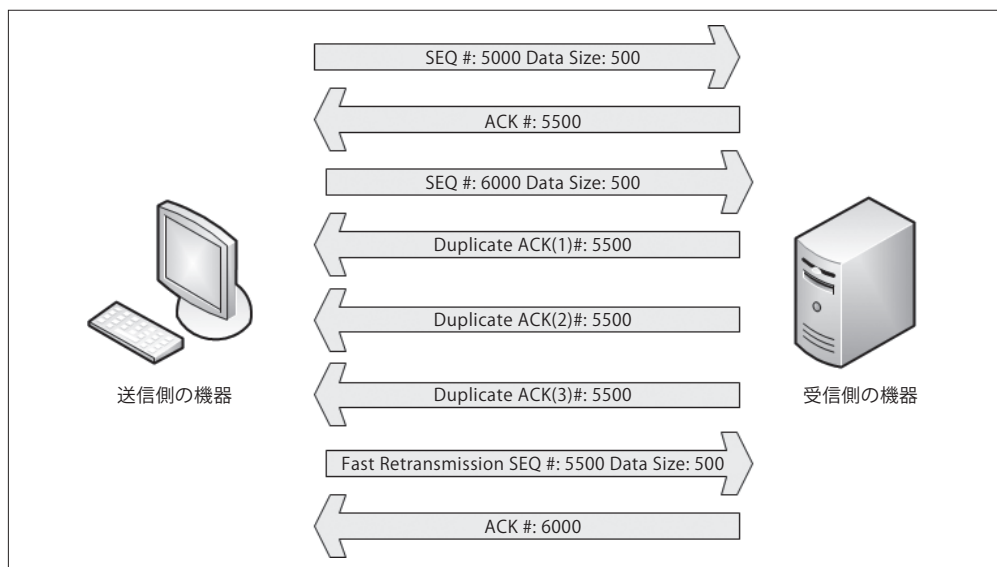 SEQ #: 5000 Data Size: 500
ACK #: 5500
SEQ #: 6000 Data Size: 500
Duplicate ACK(1)#: 5500
Duplicate ACK(2)#: 5500
Duplicate ACK(3)#: 5500
送信側の機器
受信側の機器
Fast Retransmission SEQ #: 5500 Data Size: 500
ACK #: 6000